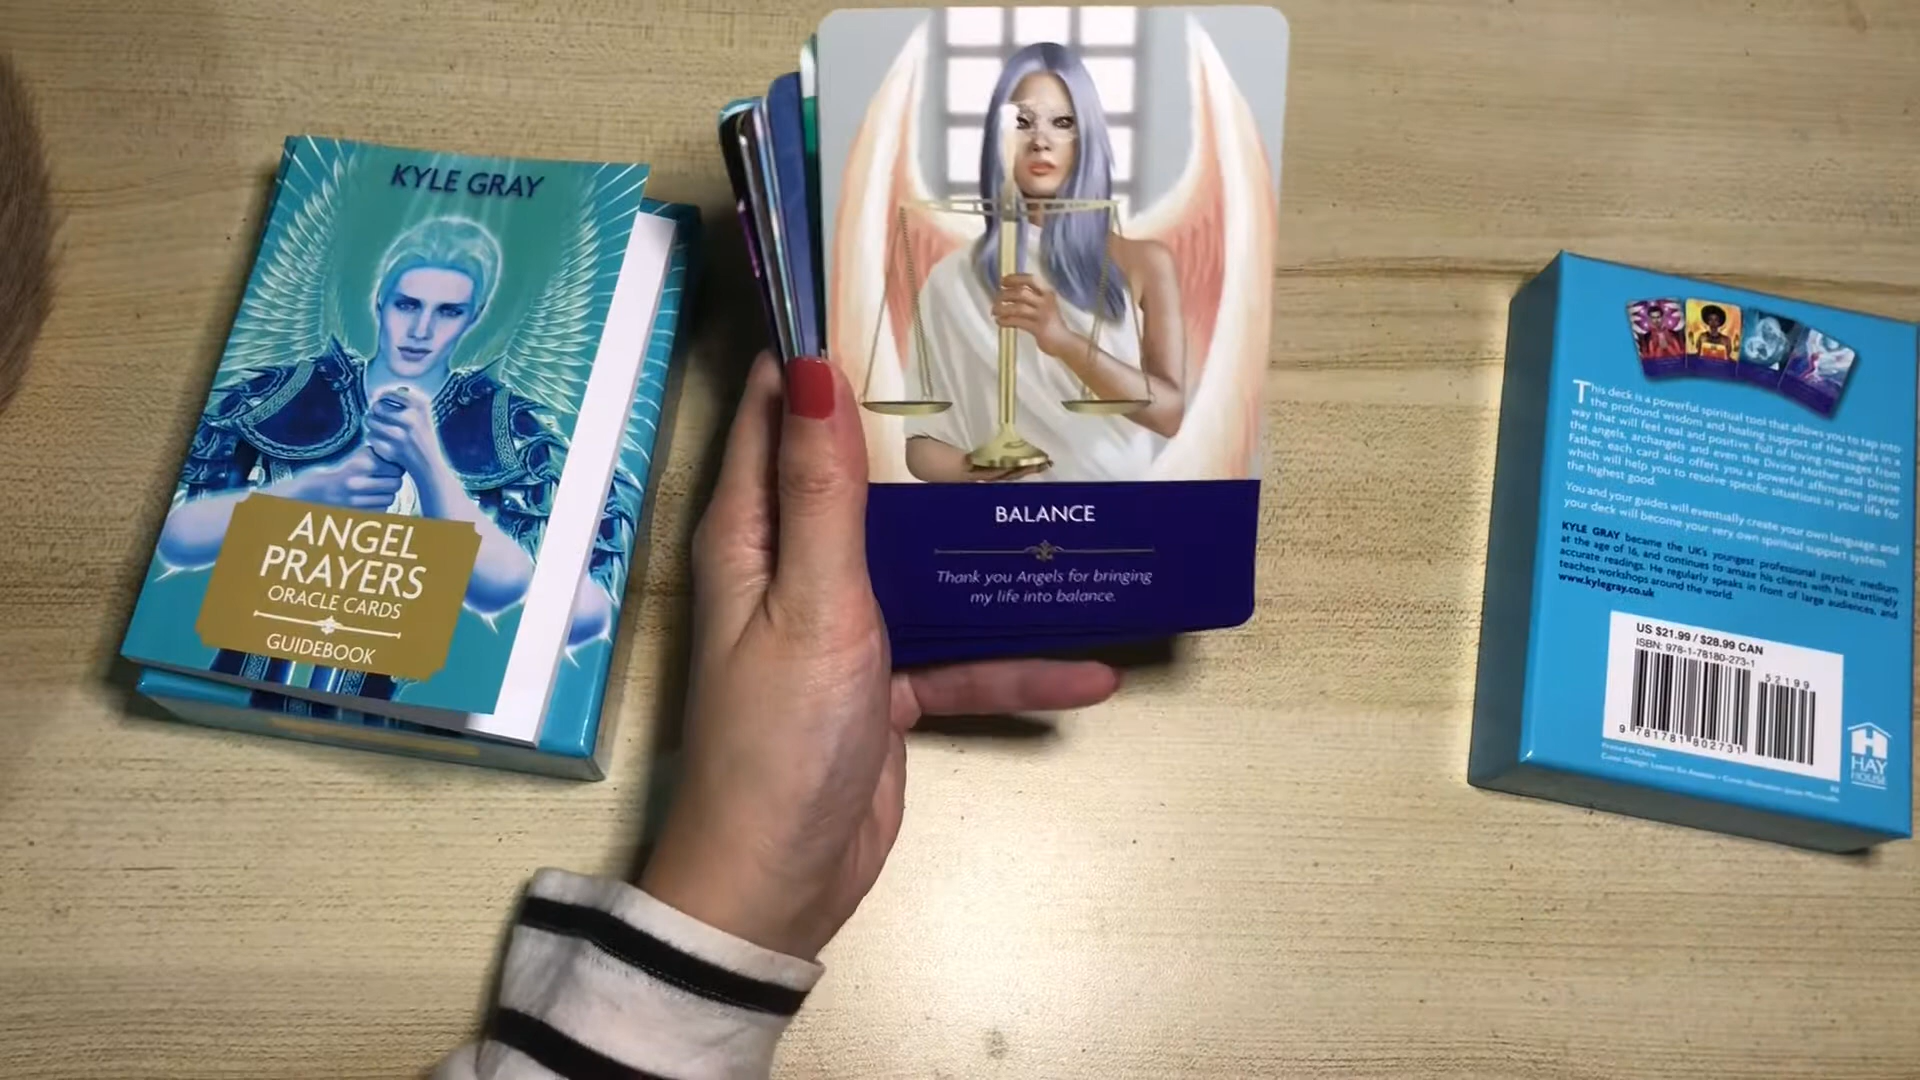 KYLE GRAY
ANGEL
PRAYERS
ORACLE CARDS
GUIDEBOOK
BALANCE
Thank you Angels for bringing
my life into balance.
This deck is a powerful spiritual tool that allows you to tap into
the profound wisdom and healing support of the angels in a
way that will feel real and positive. Full of loving messages from
the angels, archangels and even the Divine Mother and Divine
Father, each card also offers you a powerful affirmative prayer
which will help you to resolve specific situations in your life for
the highest good.
You and your guides will eventually create your own language, and
your deck will become your very own spiritual support system.
KYLE GRAY became the UK's youngest professional psychic medium
at the age of 16, and continues to amaze his clients with his startlingly
accurate readings. He regularly speaks in front of large audiences, and
teaches workshops around the world.
www.kylegray.co.uk
US $21.99 / $28.99 CAN
ISBN: 978-1-78180-273-1
52199
9 781781 802731
Printed in China
HAY
HOUSE